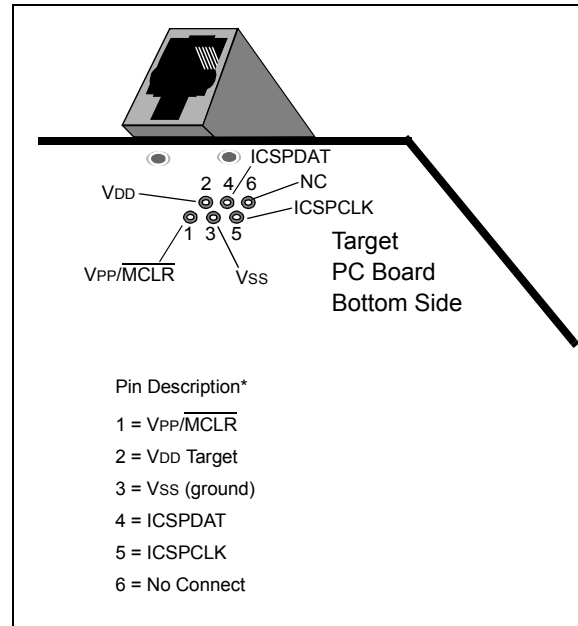 ICSPDAT
VDD 2 4 6 NC
ICSPCLK
1 3 5
VPP/MCLR VSS
Target
PC Board
Bottom Side
Pin Description*
1 = VPP/MCLR
2 = VDD Target
3 = VSS (ground)
4 = ICSPDAT
5 = ICSPCLK
6 = No Connect